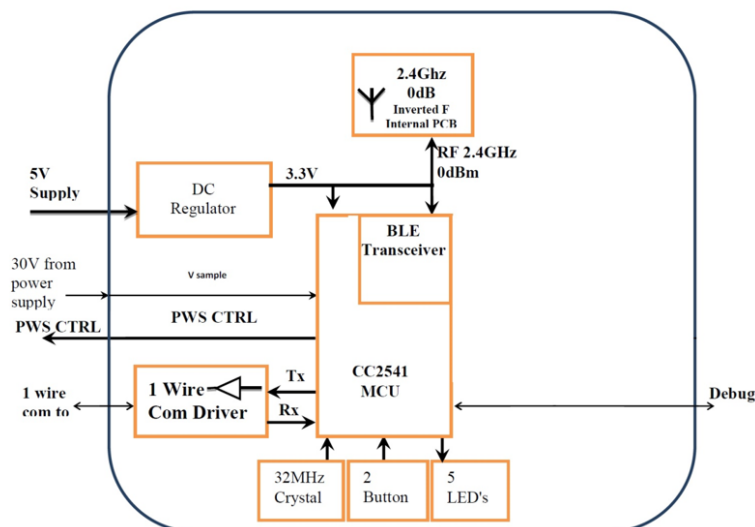 2.4Ghz
0dB
Inverted F
Internal PCB
RF 2.4GHz
0dBm
5V
Supply
DC
Regulator
3.3V
BLE
Transceiver
30V from
power
supply
V sample
PWS CTRL
PWS CTRL
1 wire
com to
1 Wire
Com Driver
Tx
Rx
CC2541
MCU
Debug
32MHz
Crystal
2
Button
5
LED's